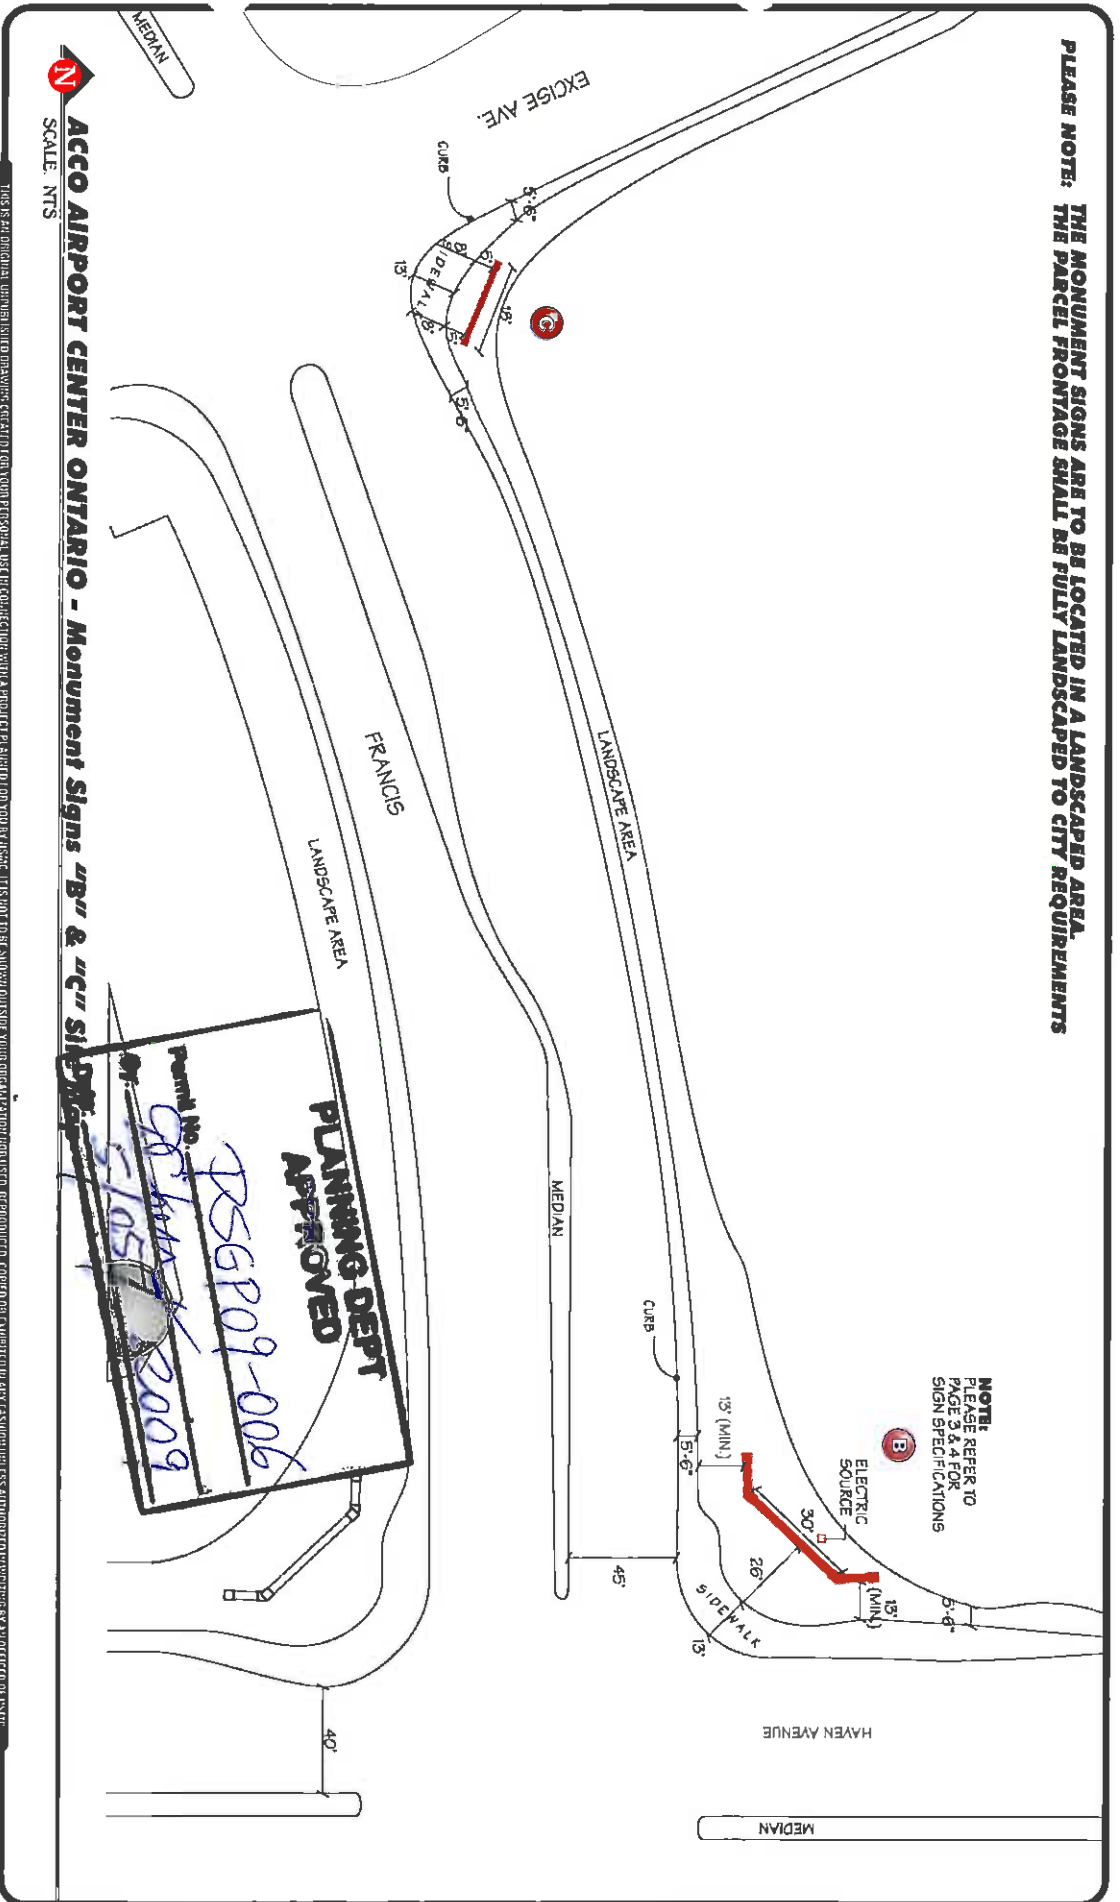 PLEASE NOTE: THE MONUMENT SIGNS ARE TO BE LOCATED IN A LANDSCAPED AREA.
THE PARCEL FRONTAGE SHALL BE FULLY LANDSCAPED TO CITY REQUIREMENTS
NOTE:
PLEASE REFER TO
PAGE 3 & 4 FOR
SIGN SPECIFICATIONS
B
ELECTRIC
SOURCE
30'
26'
13' (MIN.)
13'
(MIN.)
5'-6"
5'-6"
SIDEWALK
13'
45'
CURB
HAVEN AVENUE
MEDIAN
40'
MEDIAN
LANDSCAPE AREA
FRANCIS
LANDSCAPE AREA
C
18'
5'
5'
8'
8'
SIDEWALK
13'
5'-6"
5'-6"
CURB
EXCISE AVE.
MEDIAN
PLANNING DEPT
APPROVED
Permit No. PSGP09-006
By:
2009
N
ACCO AIRPORT CENTER ONTARIO - Monument Signs "B" & "C"
SCALE: NTS